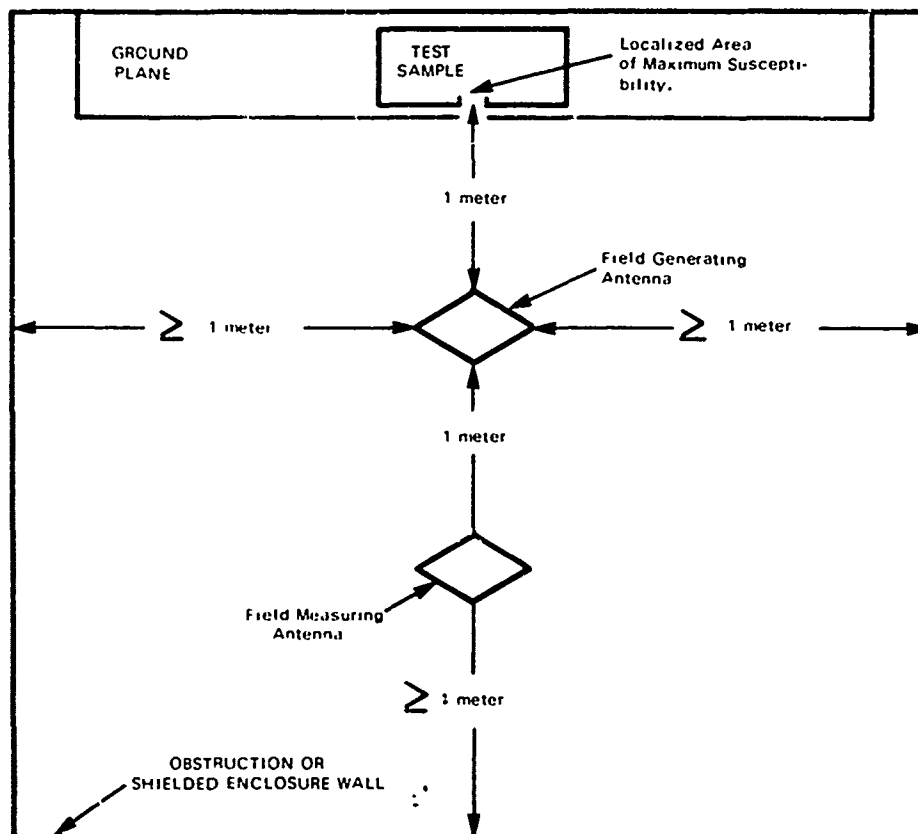 GROUND
PLANE
TEST
SAMPLE
Localized Area
of Maximum Suscepti-
bility.
1 meter
Field Generating
Antenna
≥ 1 meter
≥ 1 meter
1 meter
Field Measuring
Antenna
≥ 1 meter
OBSTRUCTION OR
SHIELDED ENCLOSURE WALL